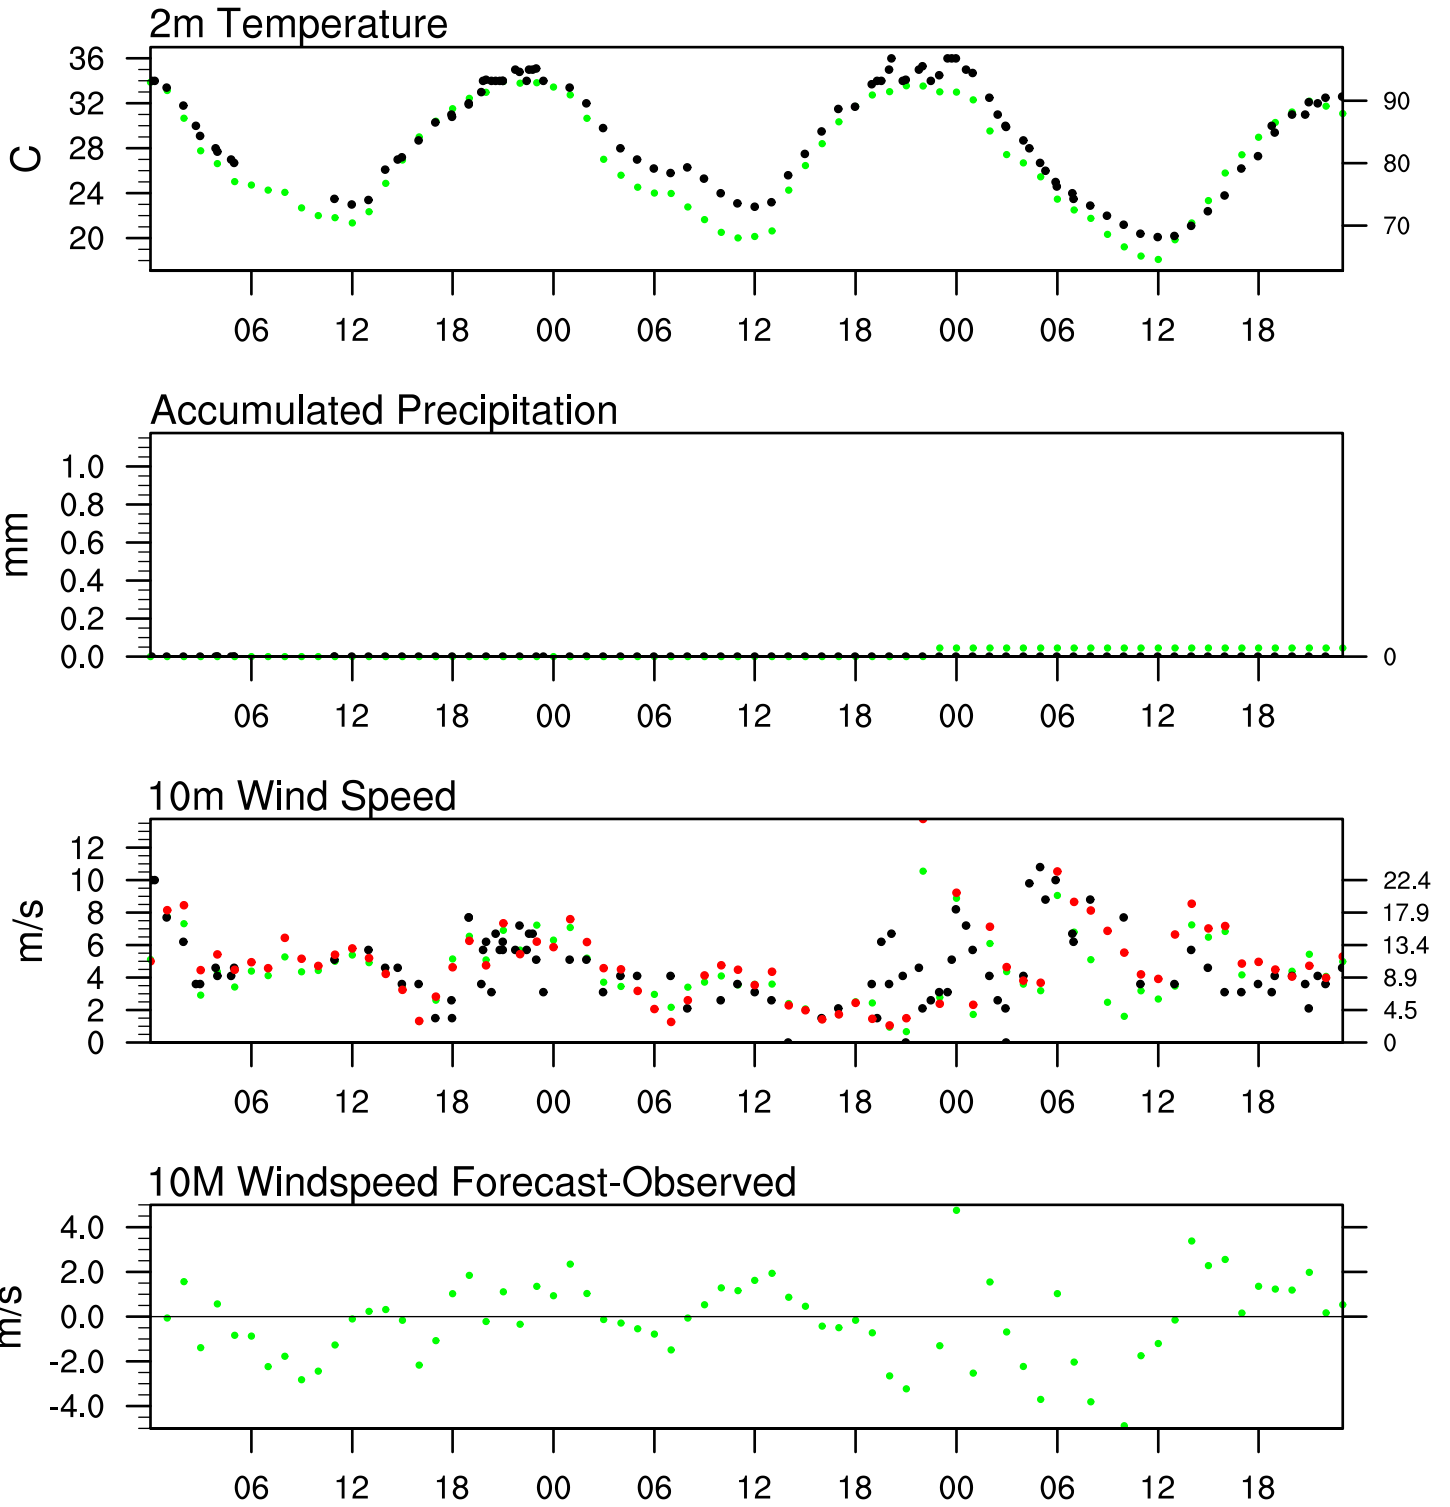 2m Temperature
C
36
32
28
24
20
90
80
70
06 12 18 00 06 12 18 00 06 12 18
Accumulated Precipitation
mm
1.0
0.8
0.6
0.4
0.2
0.0
0
06 12 18 00 06 12 18 00 06 12 18
10m Wind Speed
m/s
12
10
8
6
4
2
0
22.4
17.9
13.4
8.9
4.5
0
06 12 18 00 06 12 18 00 06 12 18
10M Windspeed Forecast-Observed
m/s
4.0
2.0
0.0
-2.0
-4.0
06 12 18 00 06 12 18 00 06 12 18